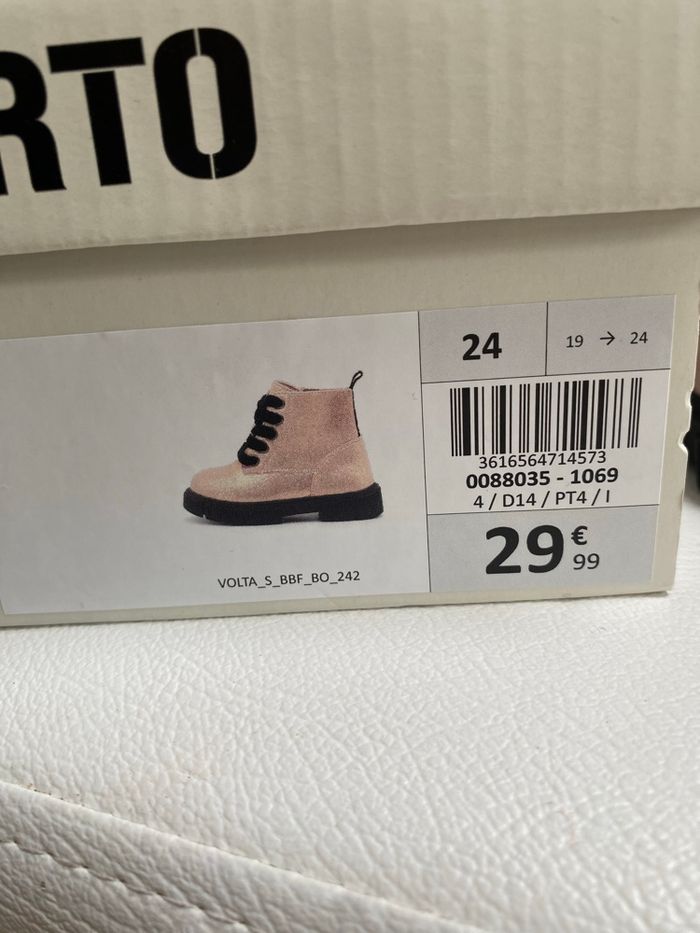 RTO
24
19 → 24
3616564714573
0088035 - 1069
4 / D14 / PT4 / I
29 €
99
VOLTA_S_BBF_BO_242